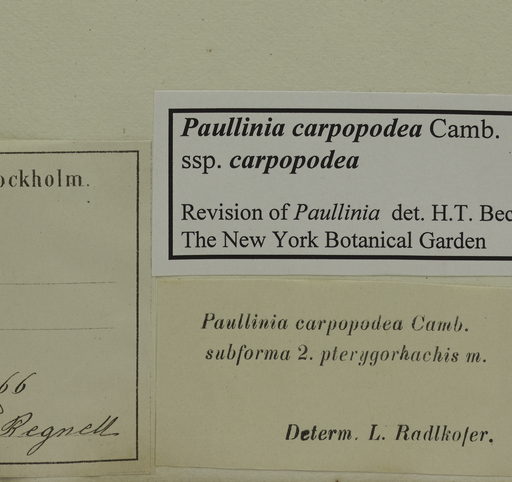 Paullinia carpopodea Camb.
ssp. carpopodea
Revision of Paullinia det. H.T. Bec
The New York Botanical Garden
ockholm.
66
Regnell
Paullinia carpopodea Camb.
subforma 2. pterygorhachis m.
Determ. L. Radlkofer.